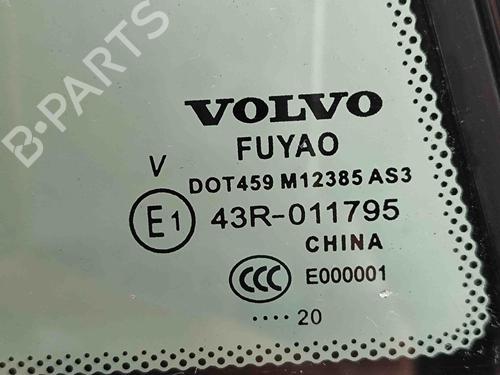 B-PARTS
VOLVO
FUYAO
V
DOT459 M12385 AS3
E1 43R-011795
CHINA
CCC E000001
.... 20